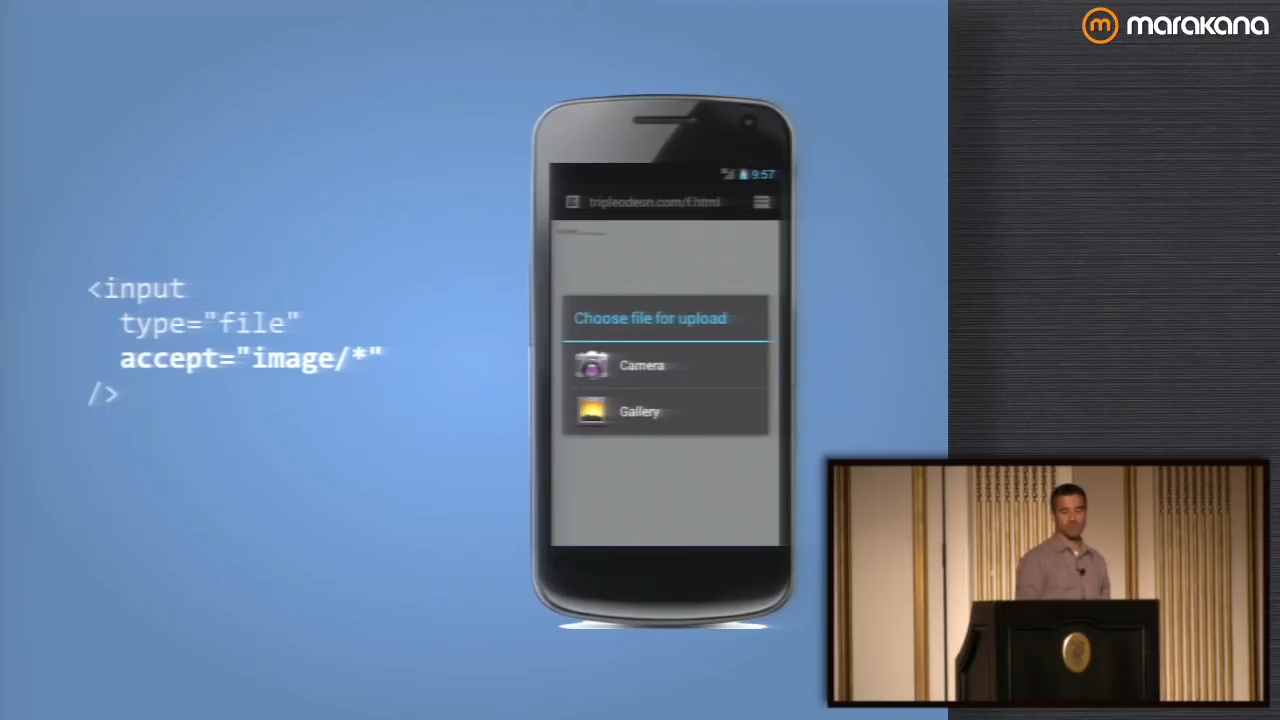 marakana
9:57
tripleodeon.com/f.html
<input
type="file"
accept="image/*"
/>
Choose file for upload
Camera
Gallery